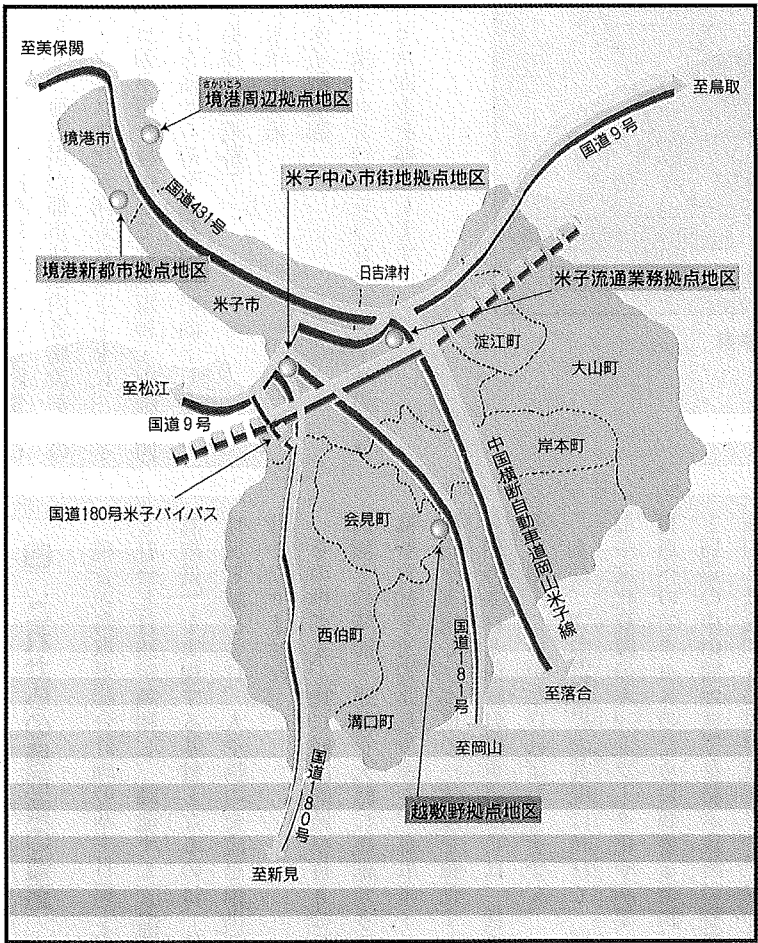 至美保関
さかいこう
境港周辺拠点地区
至鳥取
境港市
国道9号
米子中心市街地拠点地区
国道431号
境港新都市拠点地区
日吉津村
米子流通業務拠点地区
米子市
淀江町
大山町
至松江
国道9号
岸本町
中国横断自動車道岡山米子線
国道180号米子バイパス
会見町
西伯町
国道181号
至落合
溝口町
至岡山
国道180号
越敷野拠点地区
至新見